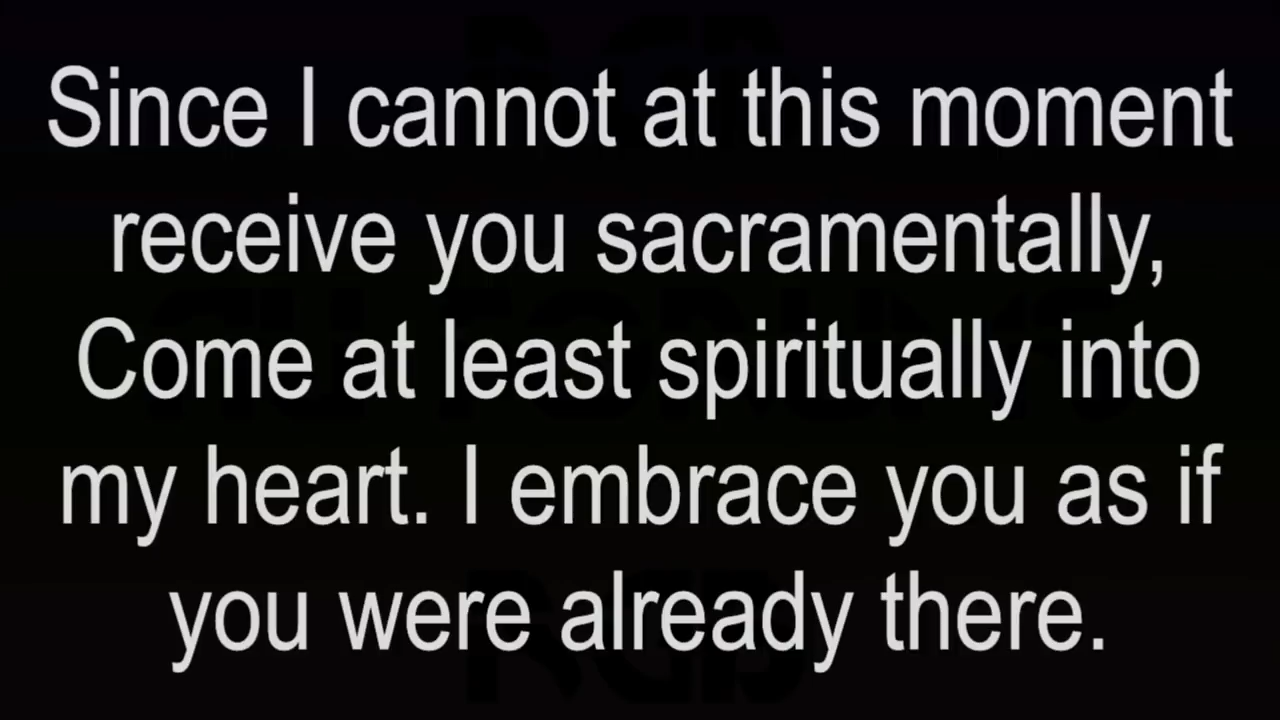 Since I cannot at this moment
receive you sacramentally,
Come at least spiritually into
my heart. I embrace you as if
you were already there.